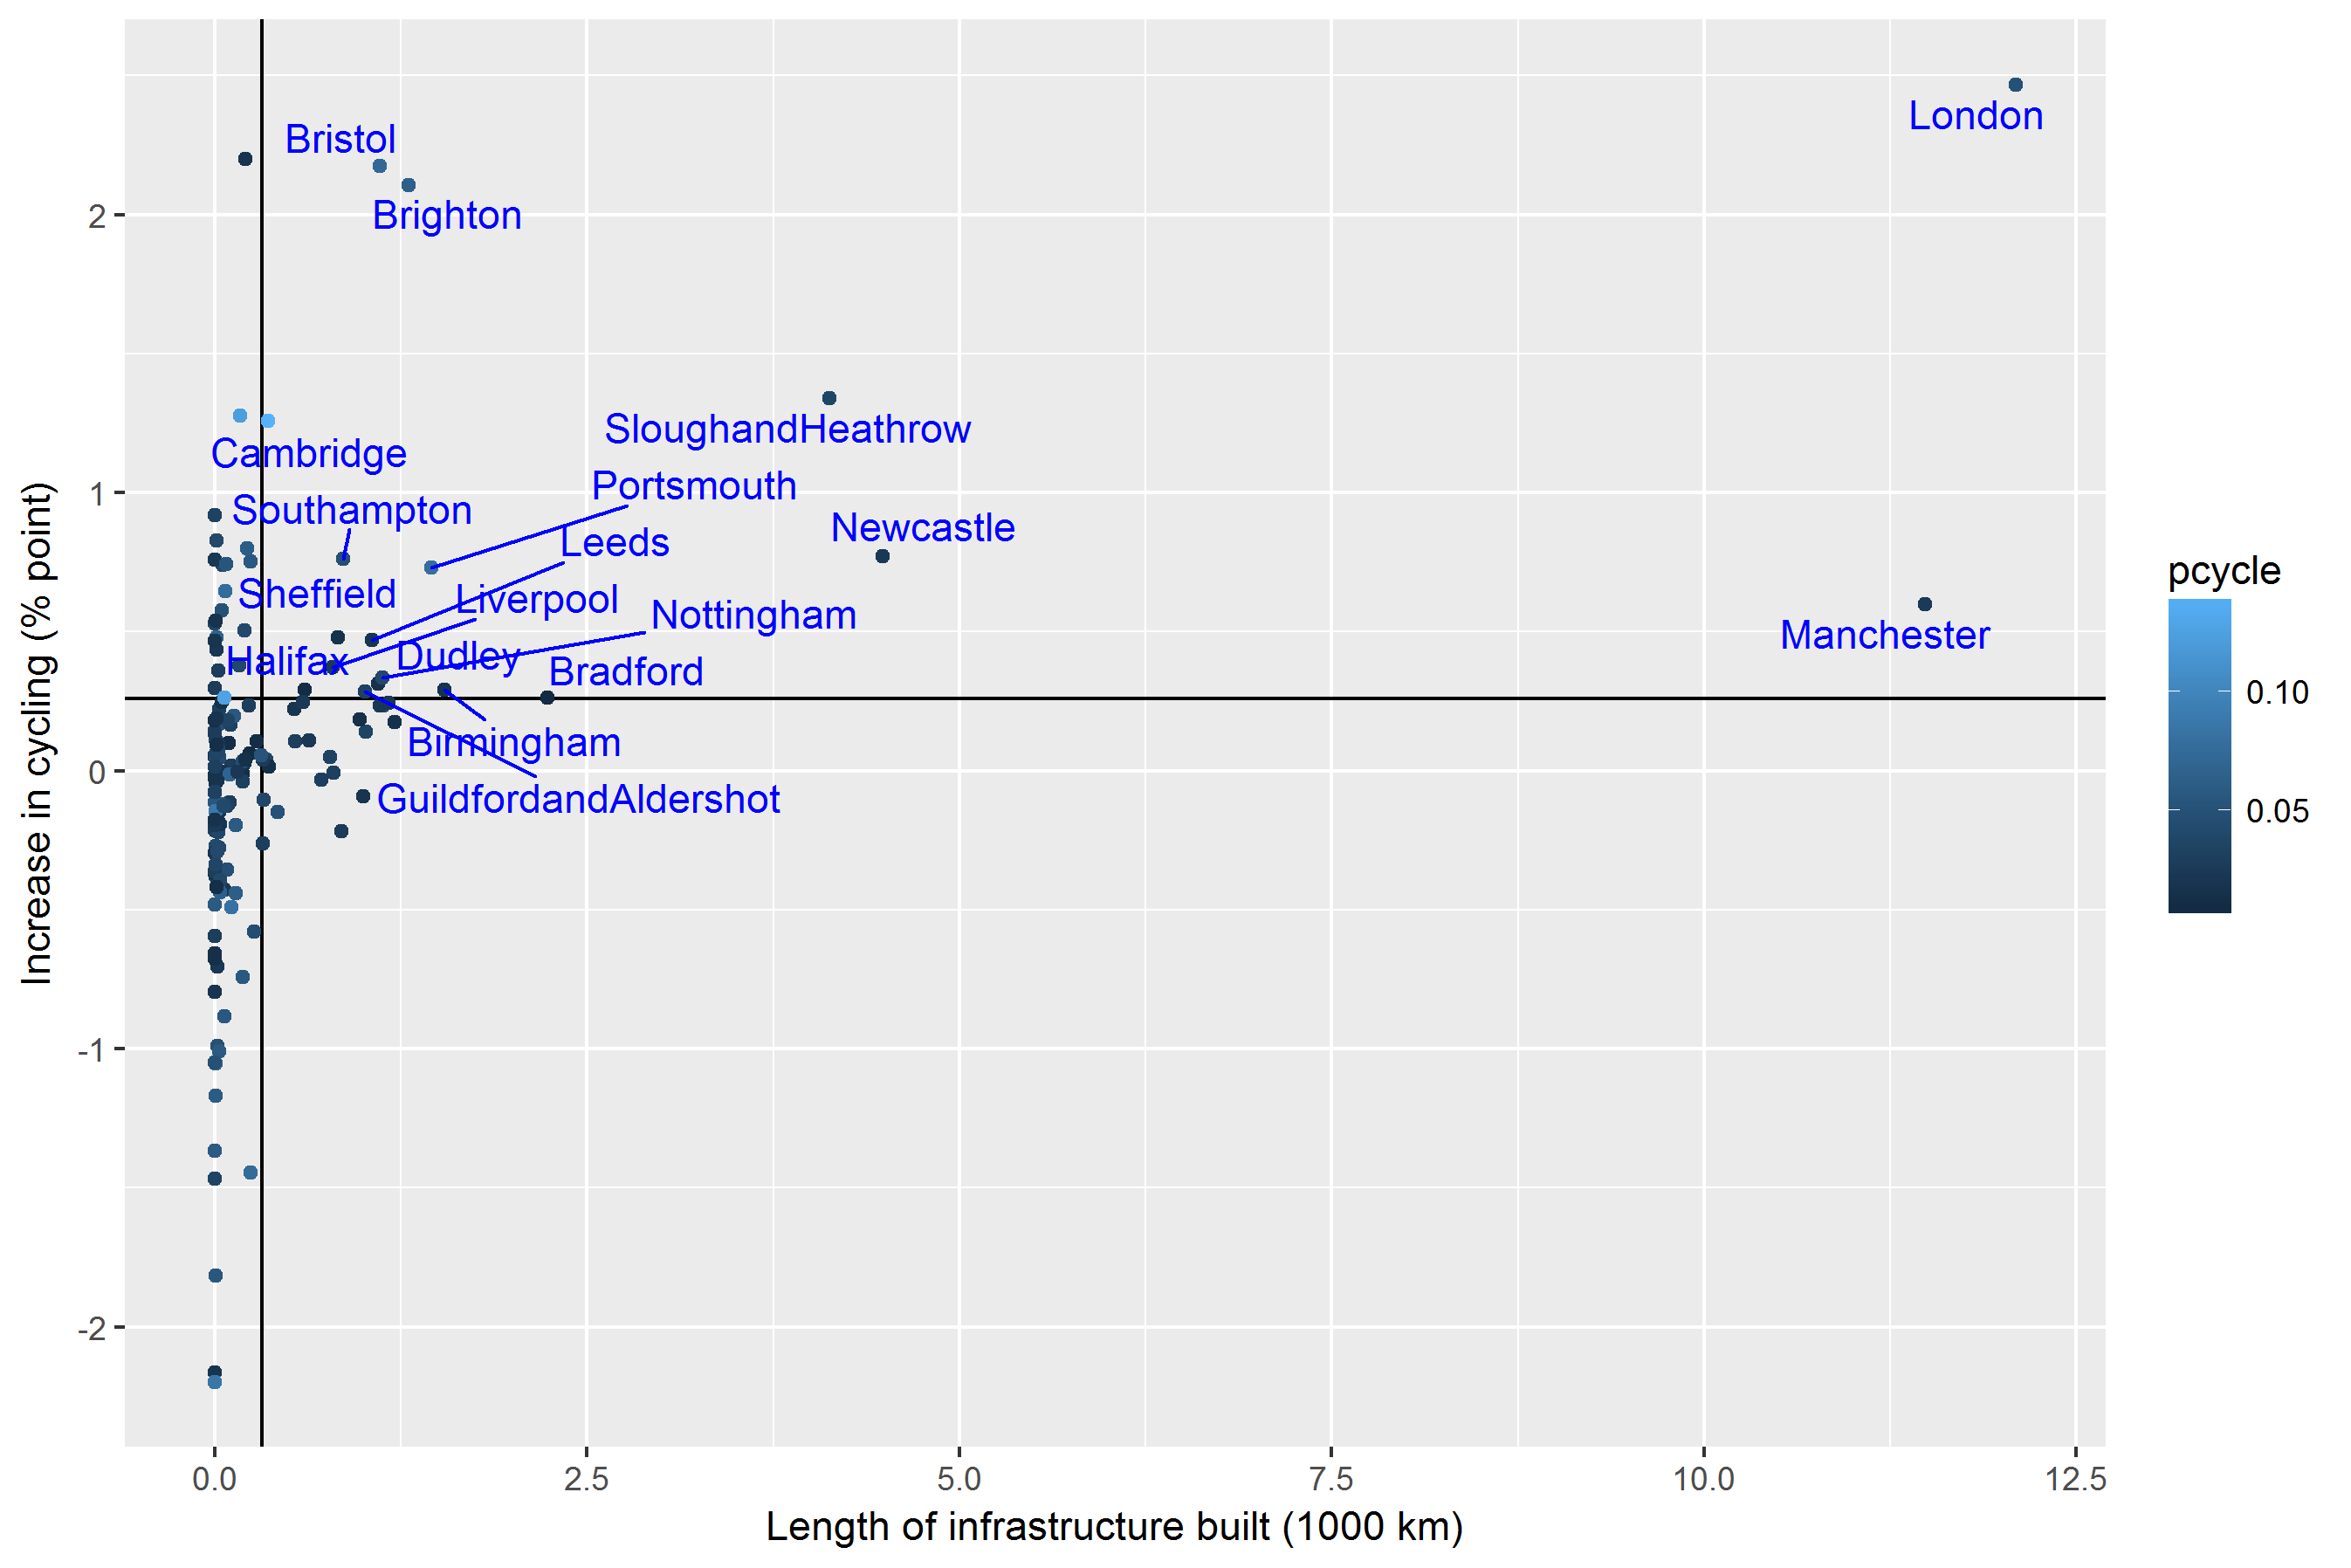 Increase in cycling (% point)
2
1
0
-1
-2
Bristol
London
Brighton
SloughandHeathrow
Cambridge
Portsmouth
Southampton
Newcastle
Leeds
Sheffield
Liverpool
Nottingham
Manchester
Halifax
Dudley
Bradford
Birmingham
GuildfordandAldershot
0.0
2.5
5.0
7.5
10.0
12.5
Length of infrastructure built (1000 km)
pcycle
0.10
0.05